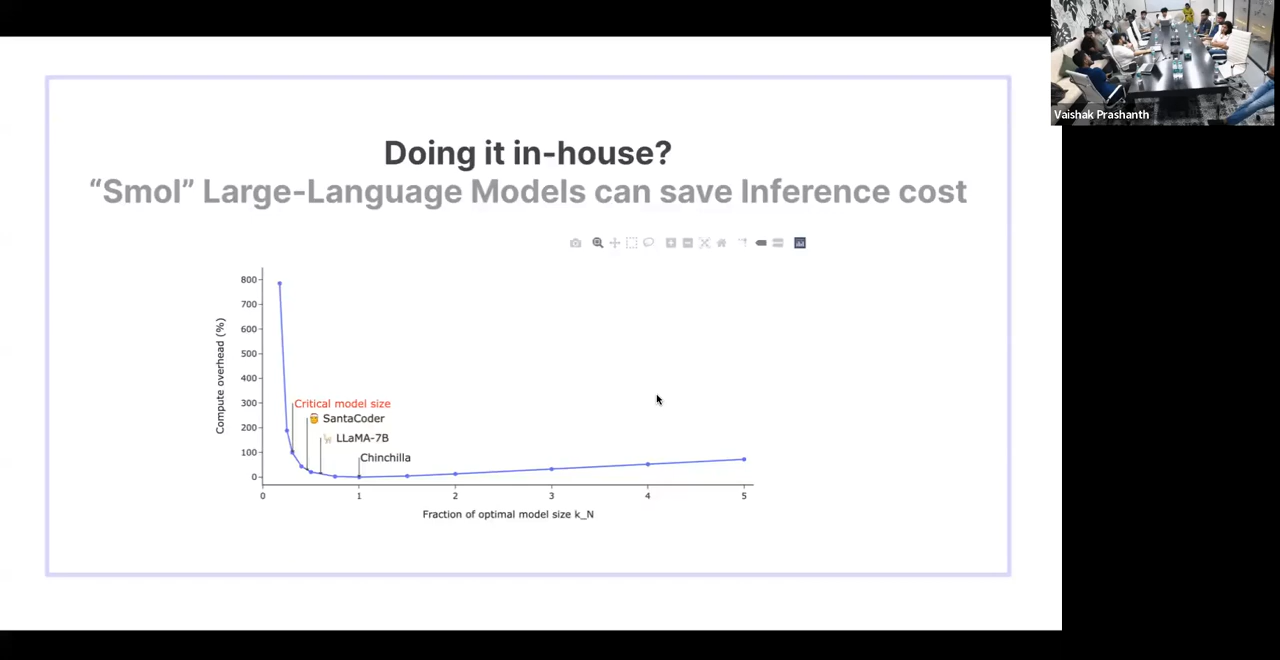 Vaishak Prashanth
Doing it in-house?
“Smol” Large-Language Models can save Inference cost
800
700
600
500
400
300
200
100
0
Compute overhead (%)
Critical model size
SantaCoder
LLaMA-7B
Chinchilla
0 1 2 3 4 5
Fraction of optimal model size k_N